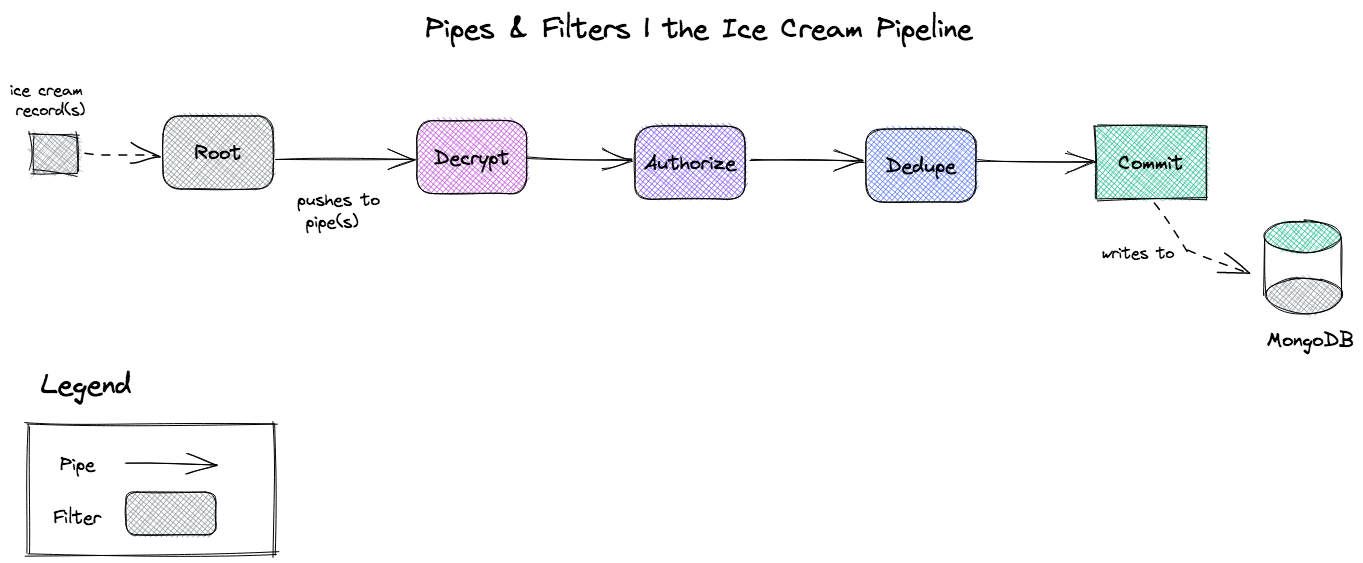 Pipes & Filters | the Ice Cream Pipeline
ice cream
record(s)
Root
Decrypt
Authorize
Dedupe
Commit
pushes to
pipe(s)
writes to
MongoDB
Legend
Pipe
Filter